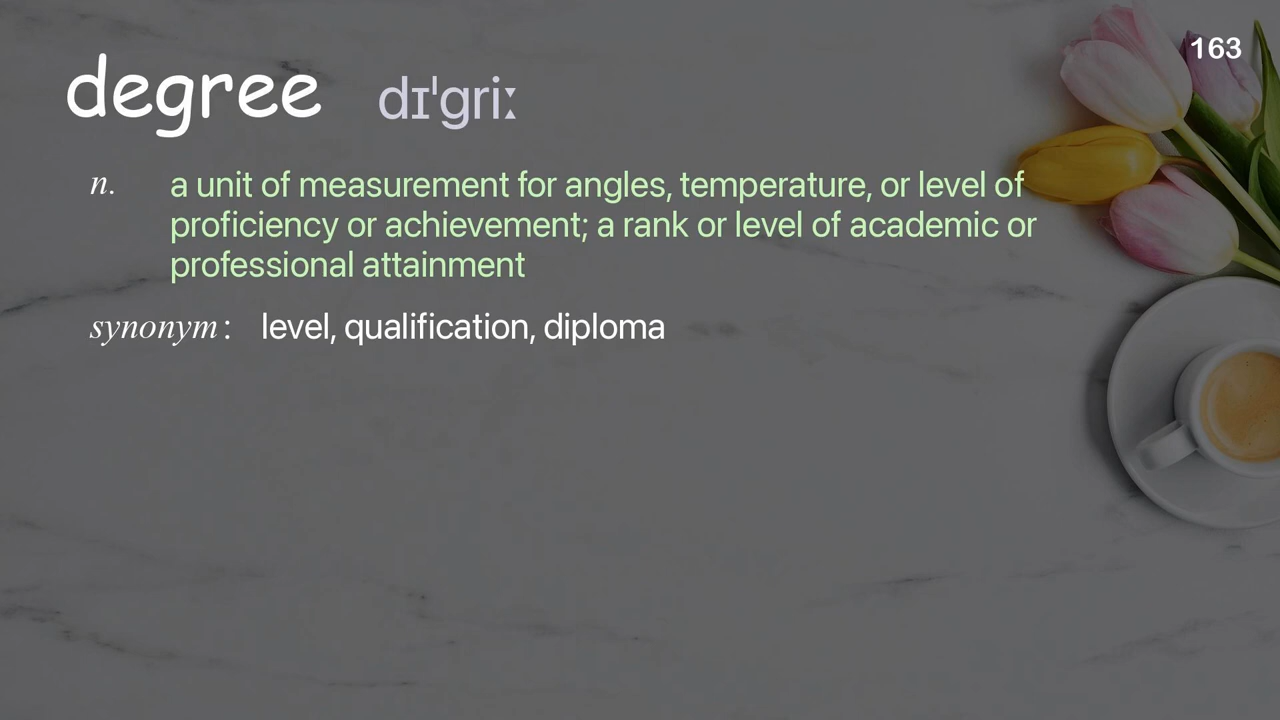 163
degree dɪˈɡriː
n. a unit of measurement for angles, temperature, or level of
proficiency or achievement; a rank or level of academic or
professional attainment
synonym: level, qualification, diploma